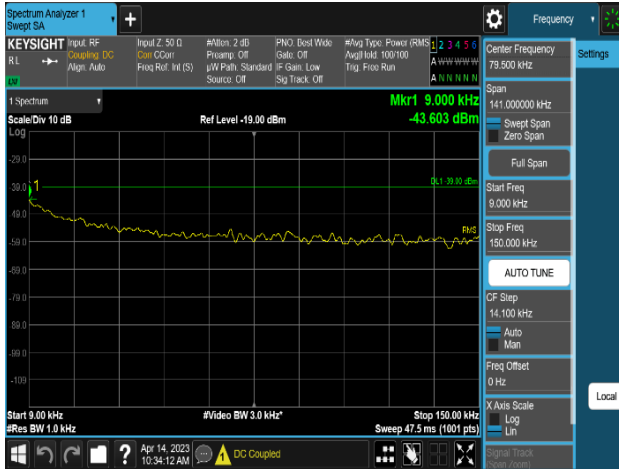 Spectrum Analyzer 1
Swept SA
+
Frequency
KEYSIGHT
RL
Input: RF
Coupling: DC
Align: Auto
Input Z: 50 Ω
Corr CCorr
Freq Ref: Int (S)
#Atten: 2 dB
Preamp: Off
µW Path: Standard
Source: Off
PNO: Best Wide
Gate: Off
IF Gain: Low
Sig Track: Off
#Avg Type: Power (RMS
Avg|Hold: 100/100
Trig: Free Run
1 2 3 4 5 6
A W W W W W
A N N N N N
Center Frequency
79.500 kHz
Settings
1 Spectrum
Mkr1 9.000 kHz
Scale/Div 10 dB
Ref Level -19.00 dBm
-43.603 dBm
Log
-29.0
-39.0
-49.0
-59.0
-69.0
-79.0
-89.0
-99.0
-109
1
DL1 -39.00 dBm
RMS
Start 9.00 kHz
#Video BW 3.0 kHz*
Stop 150.00 kHz
#Res BW 1.0 kHz
Sweep 47.5 ms (1001 pts)
Span
141.000000 kHz
Swept Span
Zero Span
Full Span
Start Freq
9.000 kHz
Stop Freq
150.000 kHz
AUTO TUNE
CF Step
14.100 kHz
Auto
Man
Freq Offset
0 Hz
X Axis Scale
Log
Lin
Signal Track
(Span Zoom)
Local
?
Apr 14, 2023
10:34:12 AM
DC Coupled